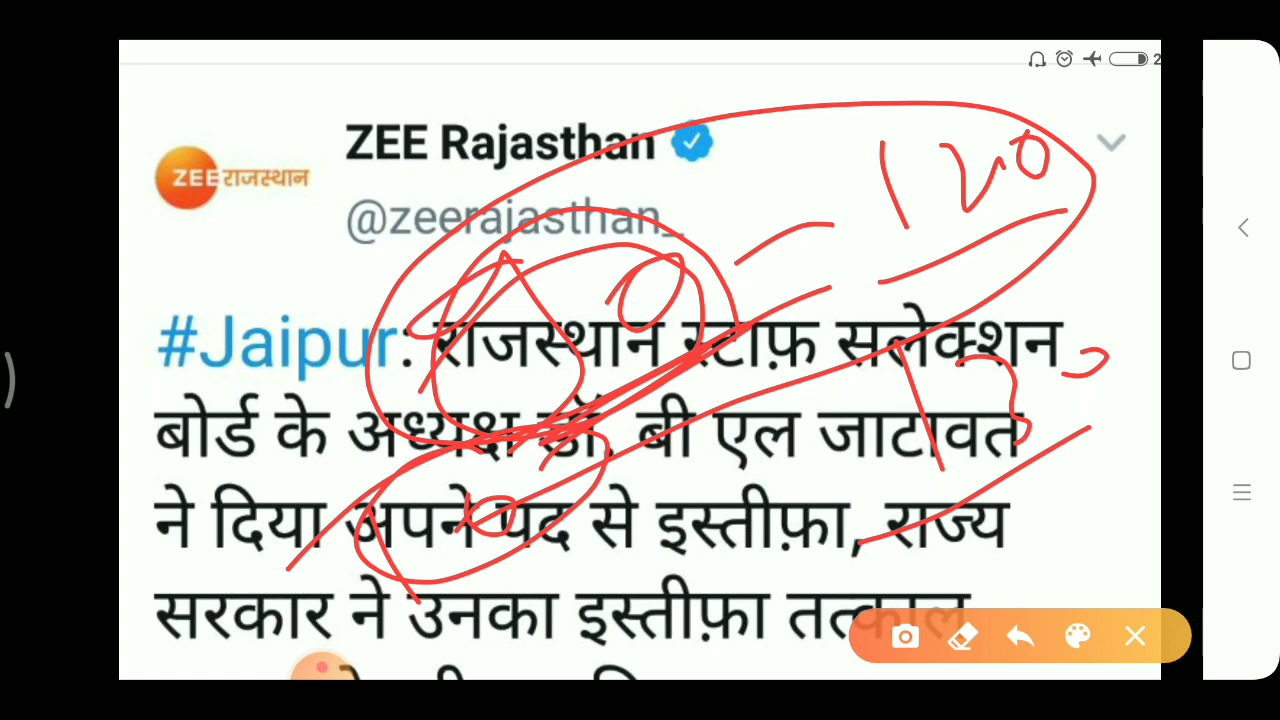 ZEE Rajasthan
ZEE राजस्थान
@zeerajasthan_
120
#Jaipur: राजस्थान स्टाफ़ सलेक्शन
बोर्ड के अध्यक्ष डॉ. बी एल जाटावत
ने दिया अपने पद से इस्तीफ़ा, राज्य
सरकार ने उनका इस्तीफ़ा तत्काल